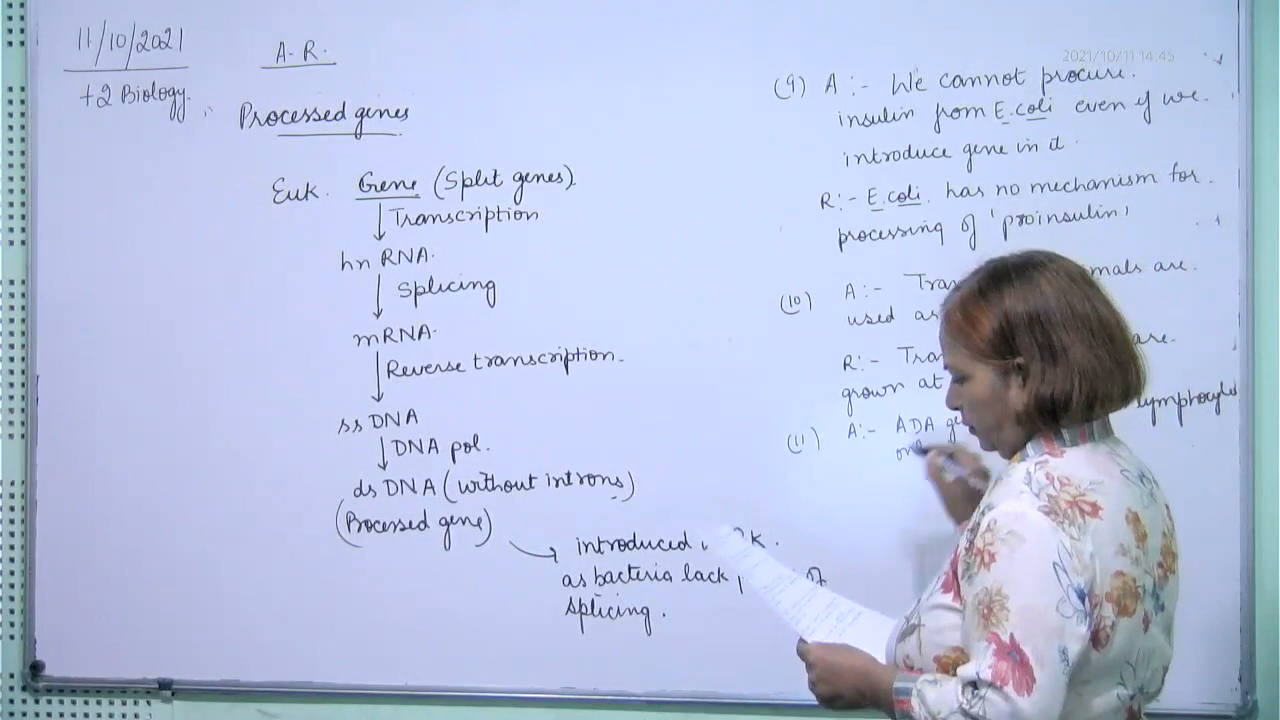 11/10/2021
+2 Biology.
A-R.
Processed genes
Euk. Gene (Split genes).
Transcription
hn RNA.
Splicing
mRNA.
Reverse transcription.
ss DNA
DNA pol.
ds DNA (without introns)
(Processed gene)
introduced
as bacteria lack
splicing.
2021/10/11 14:45
(9) A :- We cannot procure.
insulin from E.coli even if we.
introduce gene in it.
R:- E.coli. has no mechanism for.
processing of 'proinsulin'
(10) A:- are.
used as
R:- are.
grown at
(11) A:- ADA lymphocyte